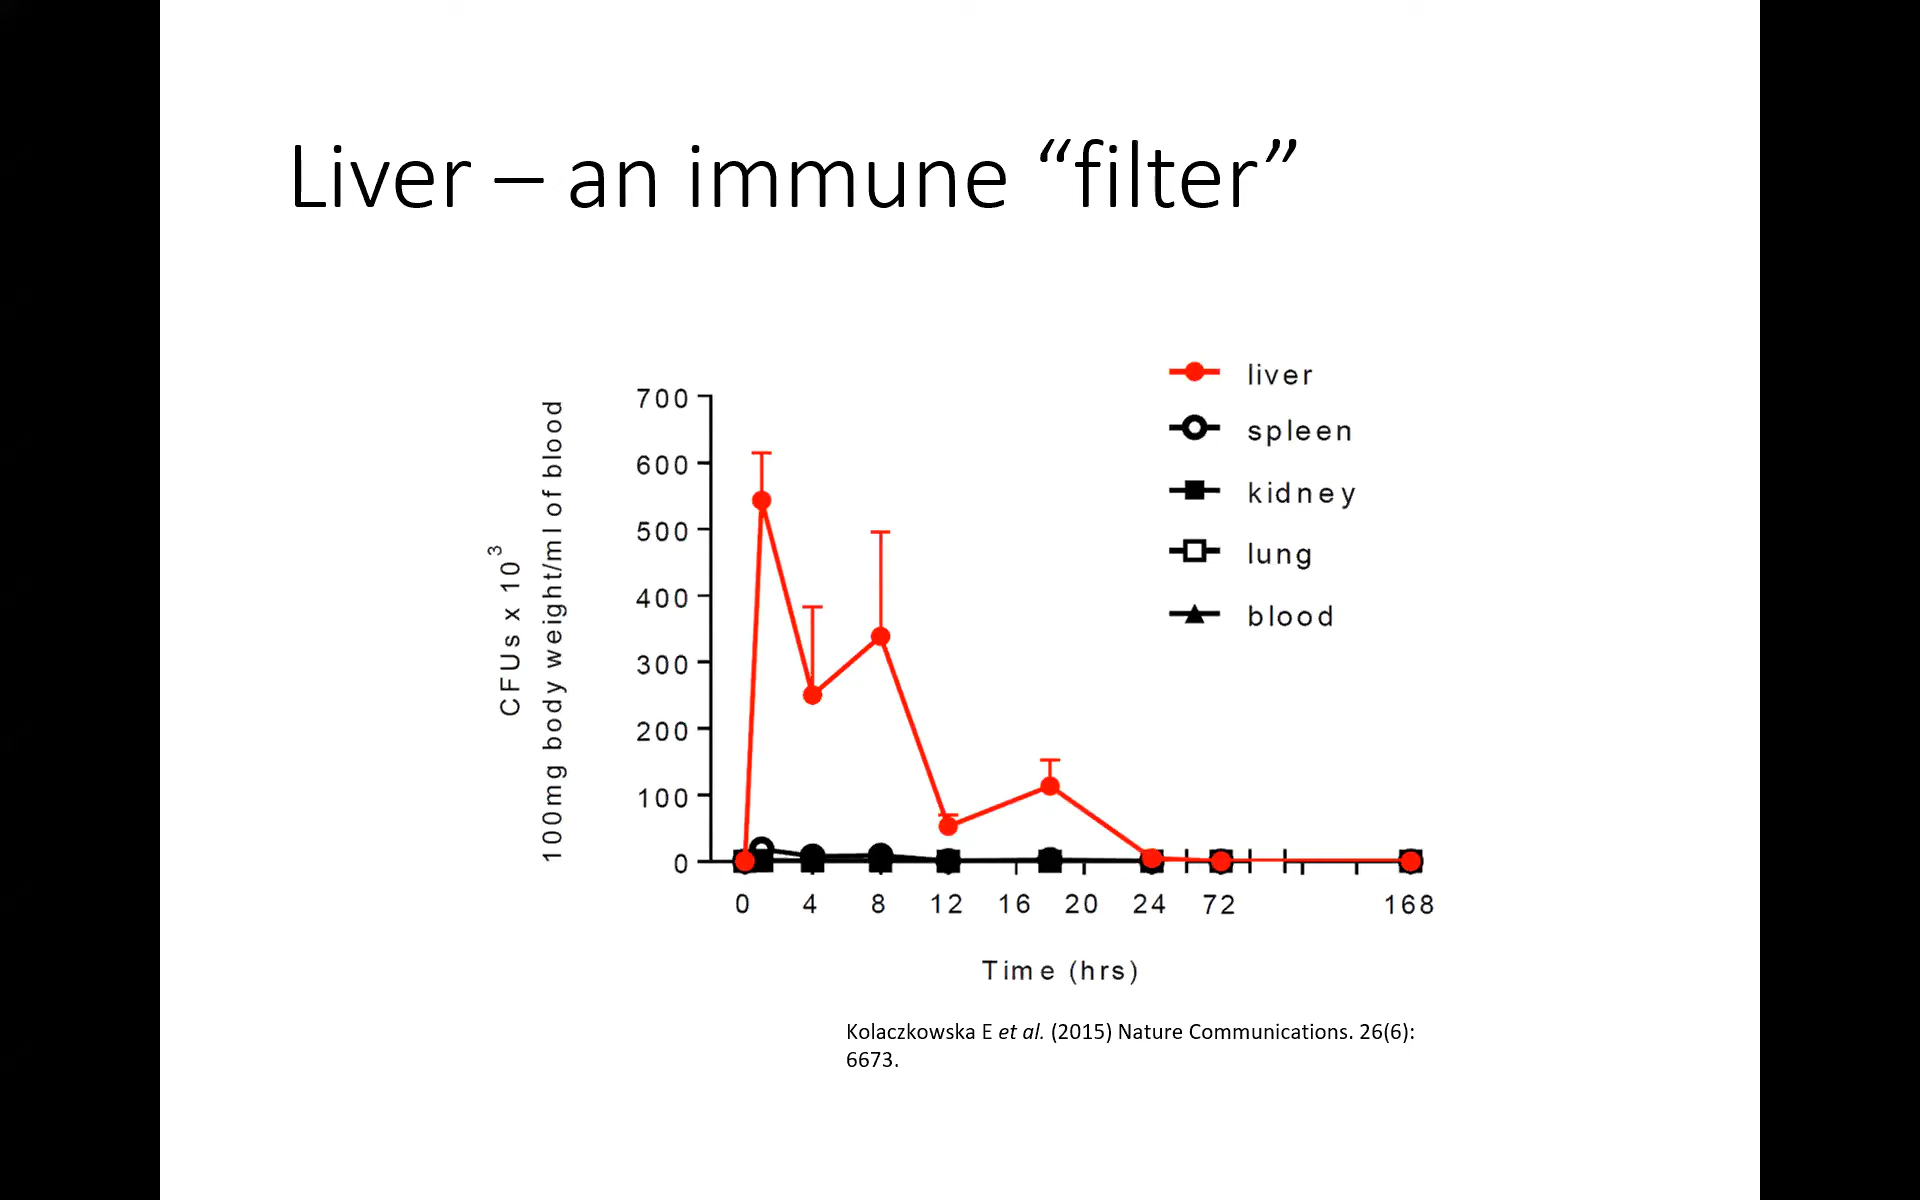 Liver – an immune “filter”
CFUs x 10³
100mg body weight/ml of blood
700
600
500
400
300
200
100
0
liver
spleen
kidney
lung
blood
0 4 8 12 16 20 24 72 168
Time (hrs)
Kolaczkowska E et al. (2015) Nature Communications. 26(6):
6673.